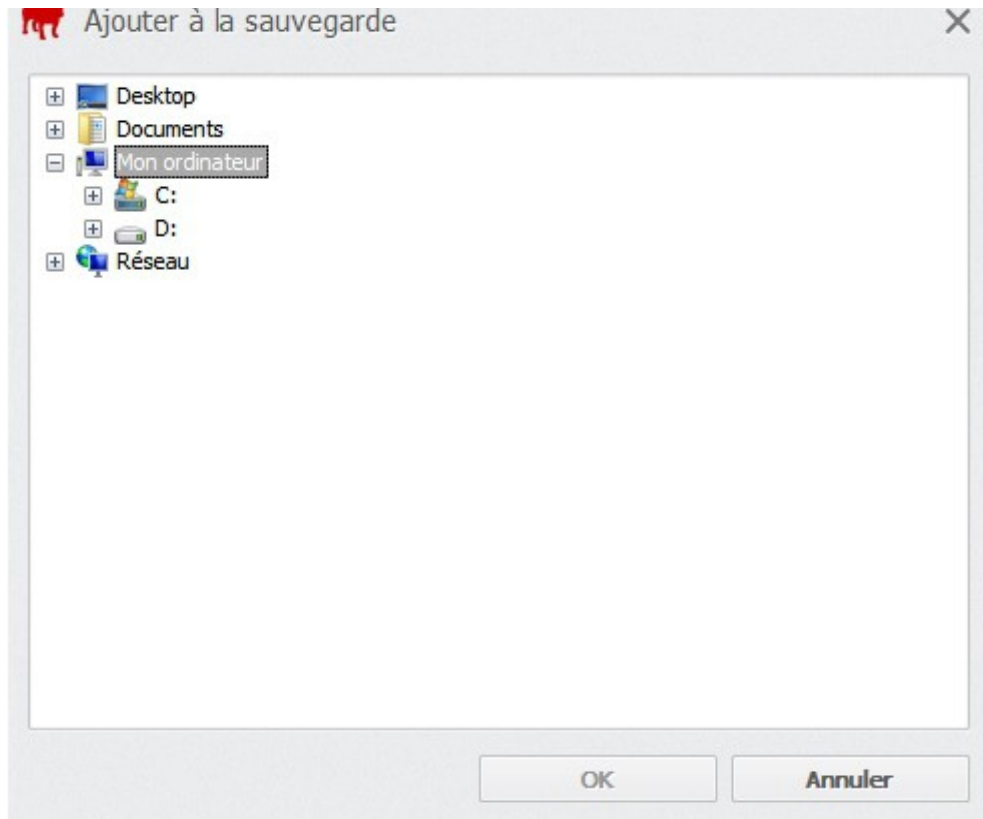 Ajouter à la sauvegarde
Desktop
Documents
Mon ordinateur
C:
D:
Réseau
OK
Annuler